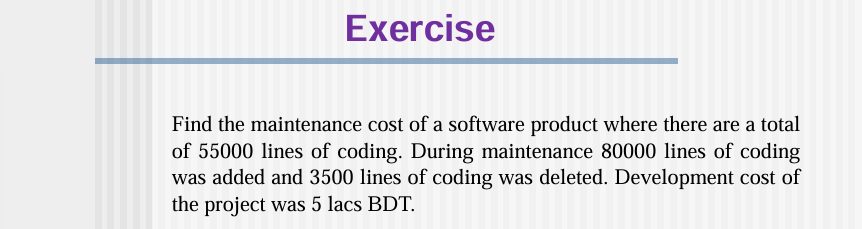 Exercise
Find the maintenance cost of a software product where there are a total
of 55000 lines of coding. During maintenance 80000 lines of coding
was added and 3500 lines of coding was deleted. Development cost of
the project was 5 lacs BDT.